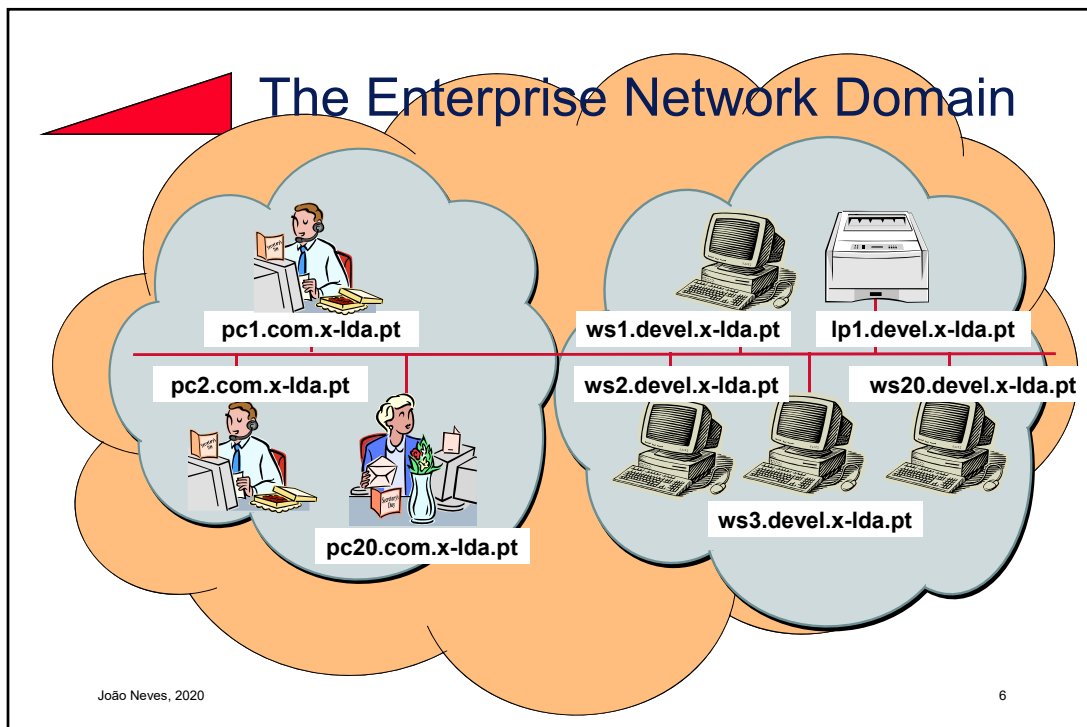 The Enterprise Network Domain
pc1.com.x-lda.pt
ws1.devel.x-lda.pt
lp1.devel.x-lda.pt
pc2.com.x-lda.pt
ws2.devel.x-lda.pt
ws20.devel.x-lda.pt
ws3.devel.x-lda.pt
pc20.com.x-lda.pt
João Neves, 2020
6